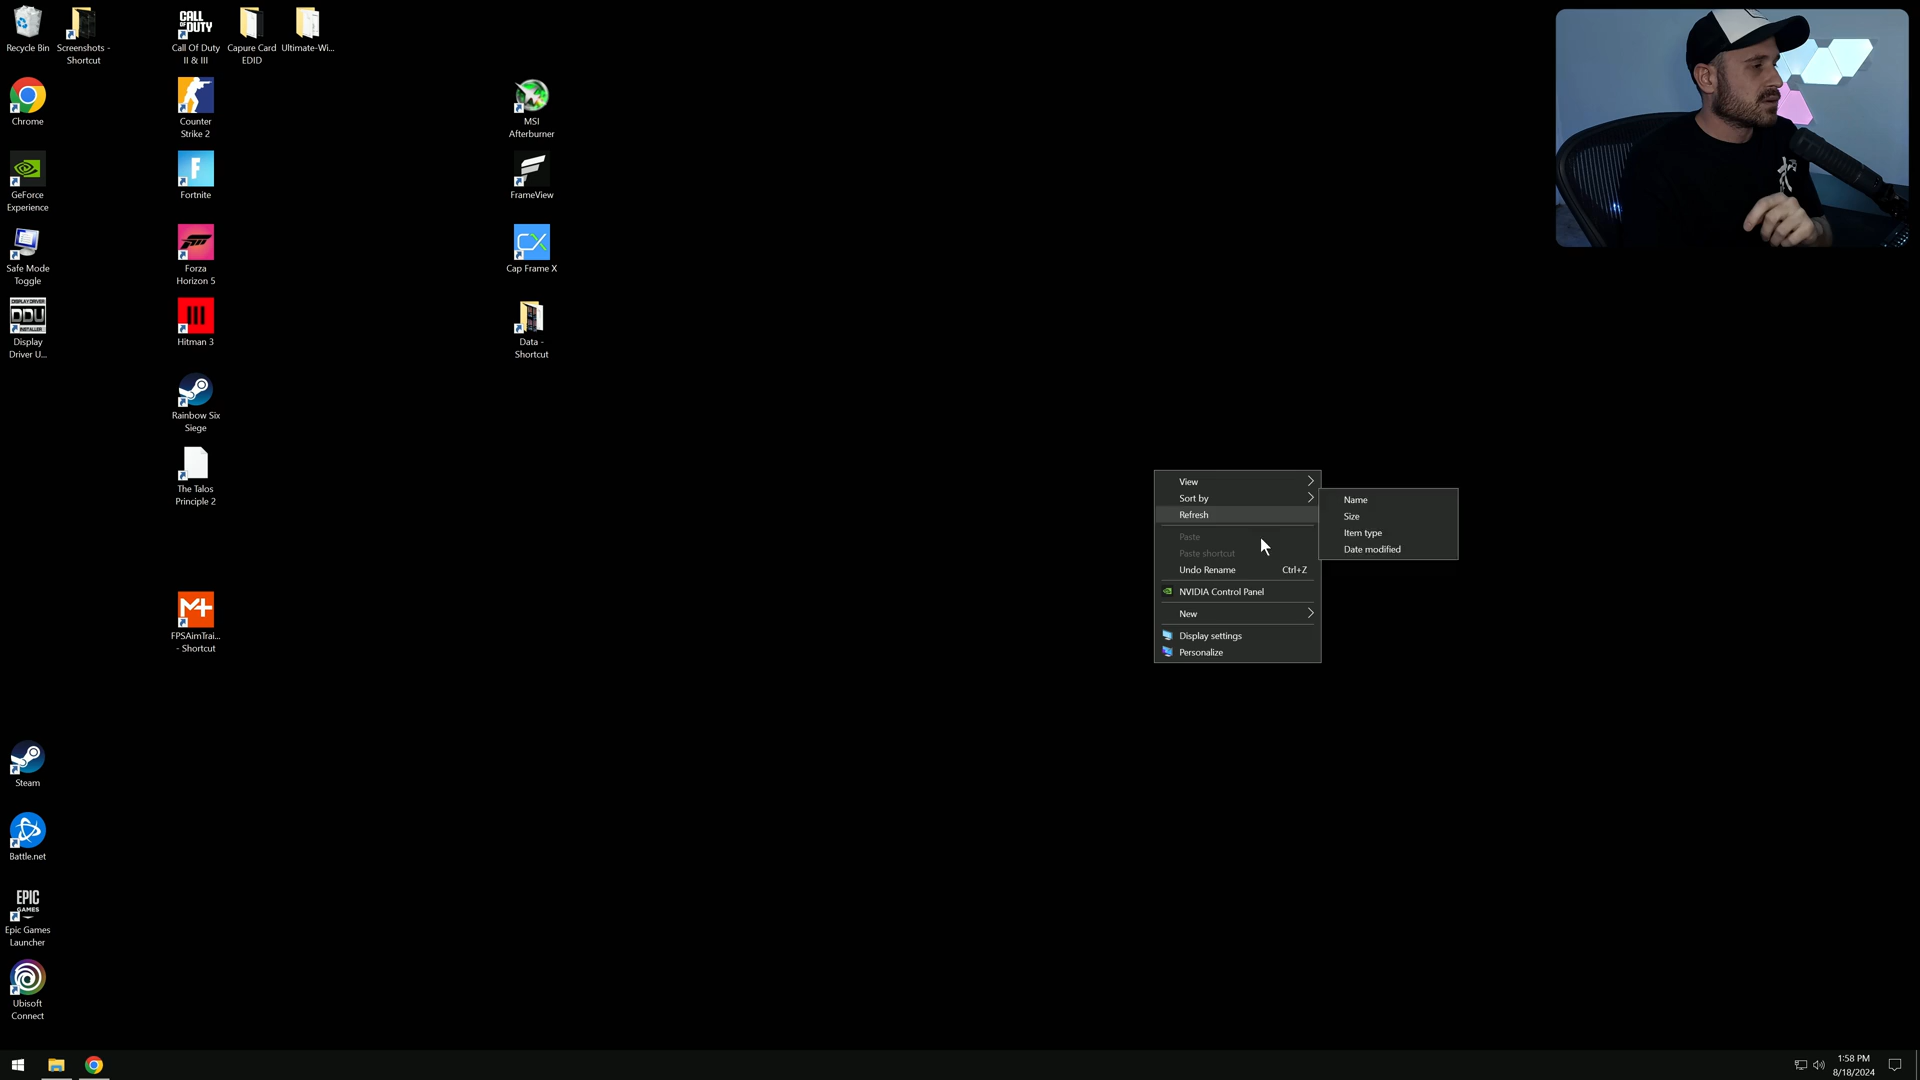 Recycle Bin
Screenshots -
Shortcut
CALL
OF DUTY
Call Of Duty
II & III
Capure Card
EDID
Ultimate-Wi...
Chrome
Counter
Strike 2
MSI
Afterburner
GeForce
Experience
F
Fortnite
FrameView
Safe Mode
Toggle
Forza
Horizon 5
CX
Cap Frame X
DISPLAY DRIVER
DDU
Display
Driver U...
Hitman 3
Data -
Shortcut
Rainbow Six
Siege
The Talos
Principle 2
M+
FPSAimTrai...
- Shortcut
Steam
Battle.net
EPIC
GAMES
Epic Games
Launcher
Ubisoft
Connect
View
Sort by
Refresh
Paste
Paste shortcut
Undo Rename Ctrl+Z
NVIDIA Control Panel
New
Display settings
Personalize
Name
Size
Item type
Date modified
1:58 PM
8/18/2024